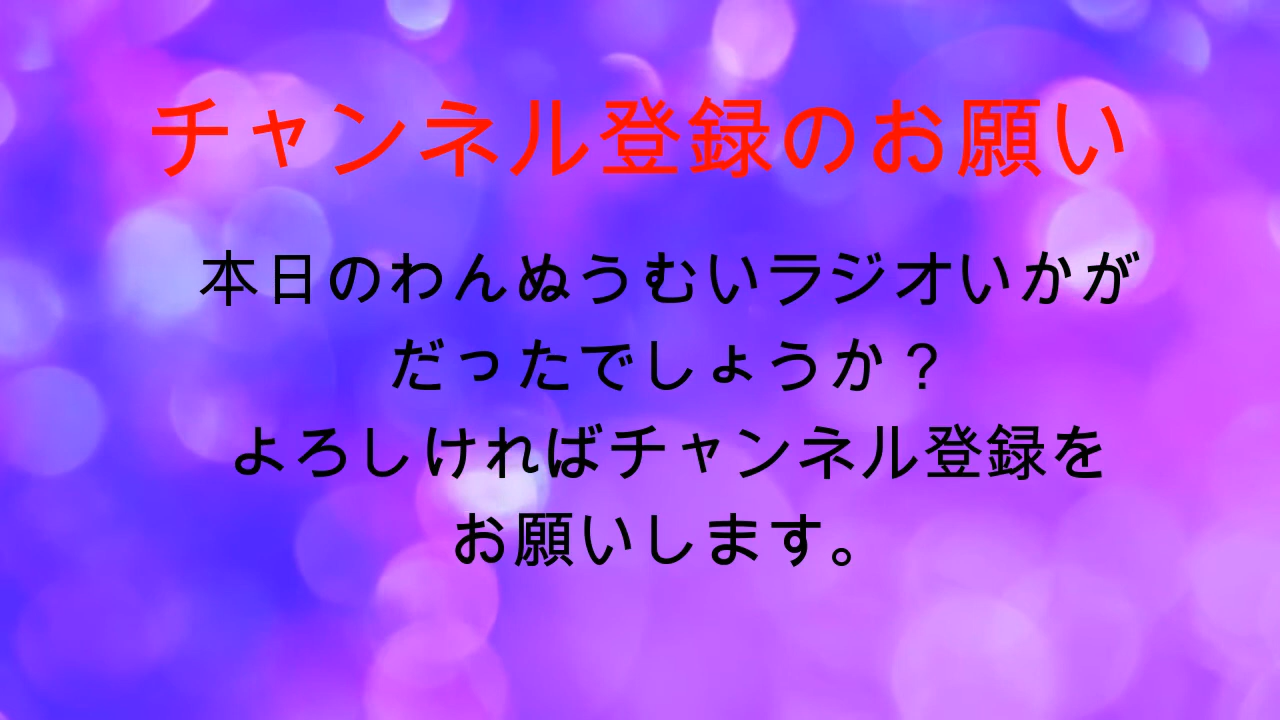 チャンネル登録のお願い
本日のわんぬうむいラジオいかが
だったでしょうか？
よろしければチャンネル登録を
お願いします。